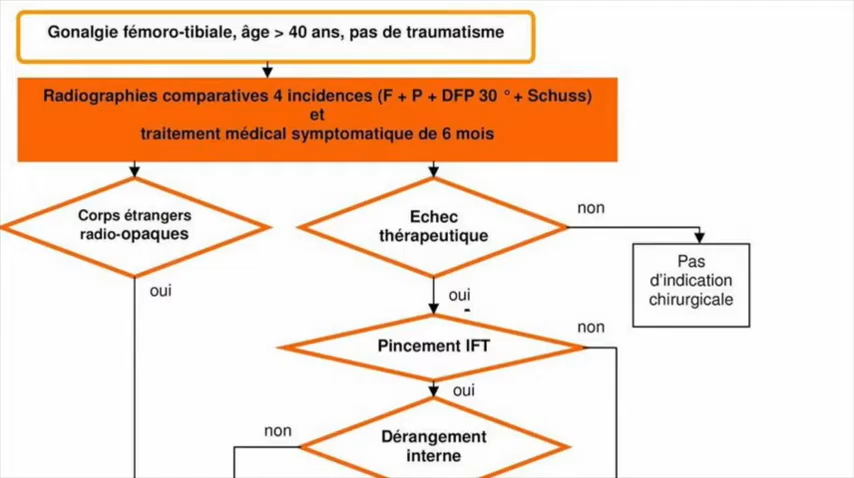 Gonalgie fémoro-tibiale, âge > 40 ans, pas de traumatisme
Radiographies comparatives 4 incidences (F + P + DFP 30 ° + Schuss)
et
traitement médical symptomatique de 6 mois
Corps étrangers
radio-opaques
oui
Echec
thérapeutique
non
Pas
d'indication
chirurgicale
oui
Pincement IFT
non
oui
Dérangement
interne
non